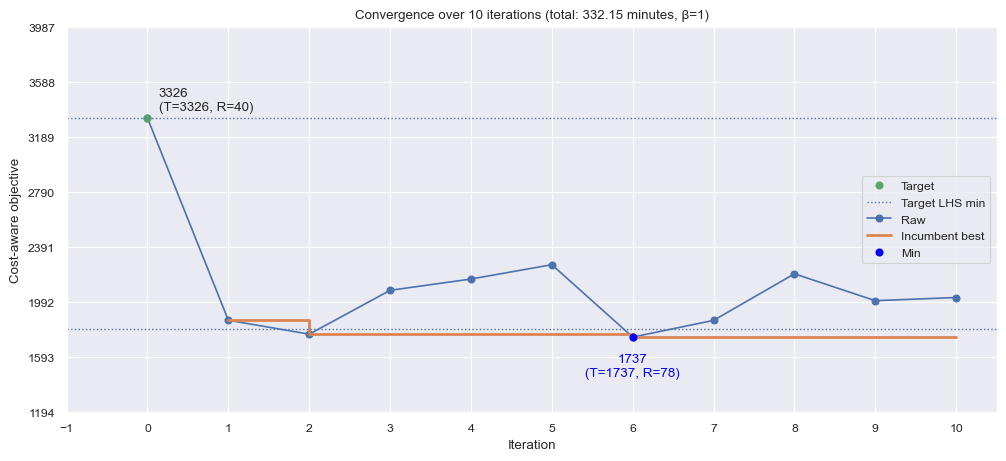 Convergence over 10 iterations (total: 332.15 minutes, β=1)
Cost-aware objective
3987
3588
3189
2790
2391
1992
1593
1194
3326
(T=3326, R=40)
1737
(T=1737, R=78)
Target
Target LHS min
Raw
Incumbent best
Min
−1 0 1 2 3 4 5 6 7 8 9 10
Iteration